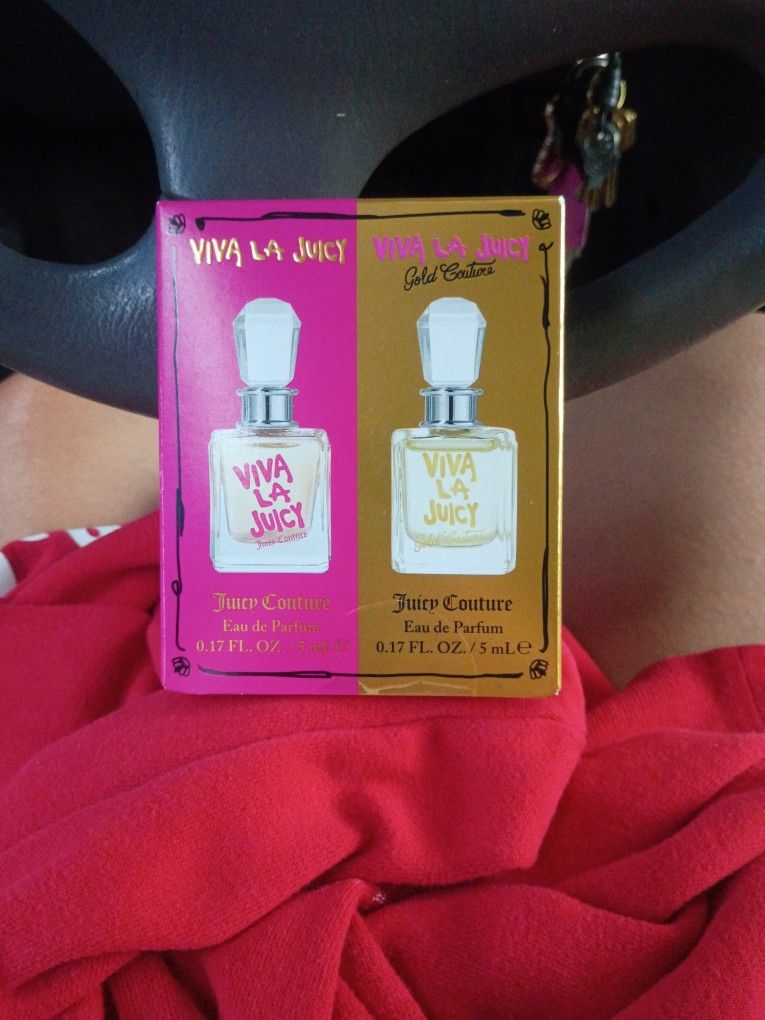 VIVA LA JUICY
VIVA
LA
JUICY
Juicy Couture
Juicy Couture
Eau de Parfum
0.17 FL. OZ. / 5 mL ℮
VIVA LA JUICY
Gold Couture
VIVA
LA
JUICY
Gold Couture
Juicy Couture
Eau de Parfum
0.17 FL. OZ. / 5 mL ℮